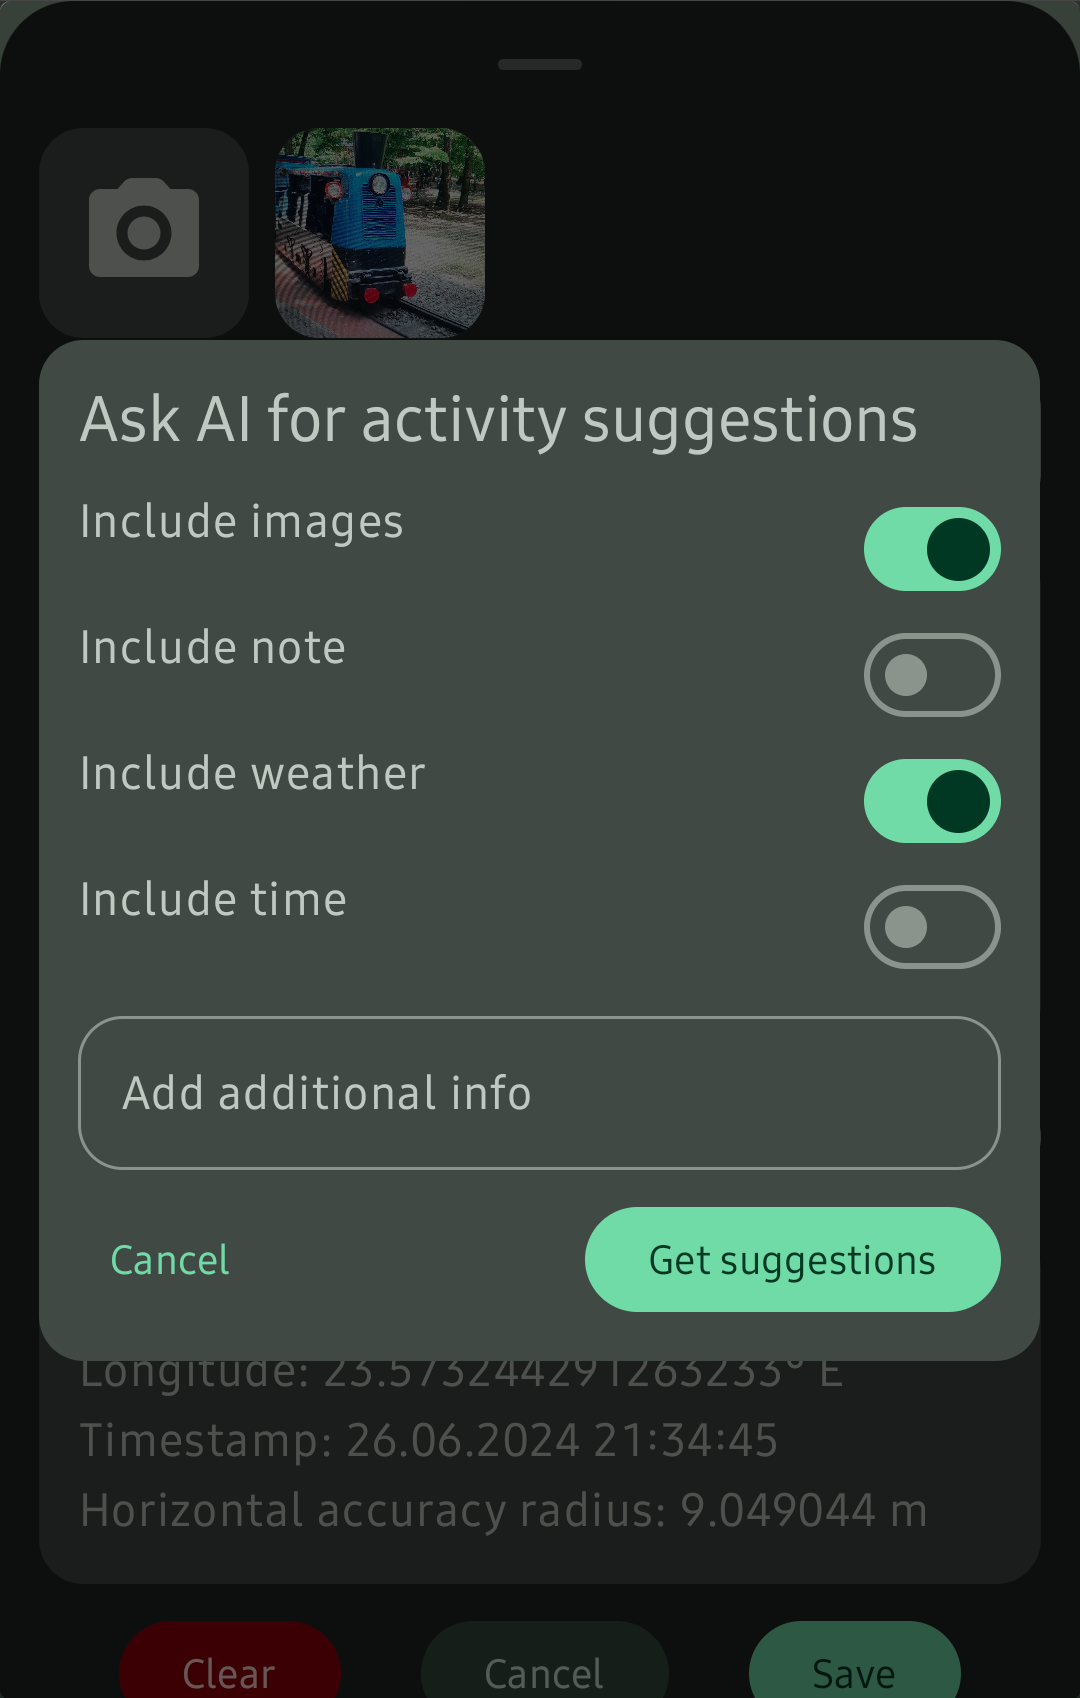 Ask AI for activity suggestions
Include images
Include note
Include weather
Include time
Add additional info
Cancel
Get suggestions
Longitude: 23.573244291263233° E
Timestamp: 26.06.2024 21:34:45
Horizontal accuracy radius: 9.049044 m
Clear
Cancel
Save